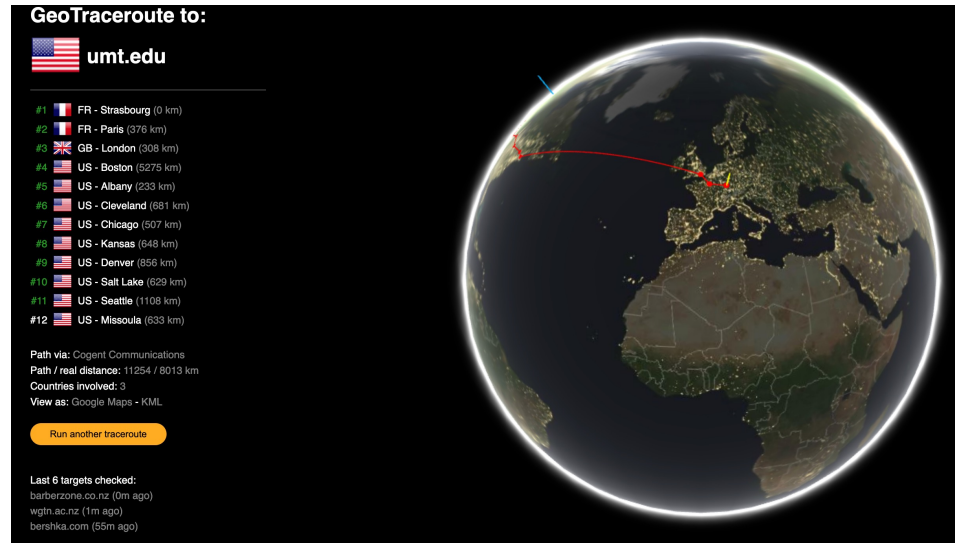 GeoTraceroute to:
umt.edu
#1 FR - Strasbourg (0 km)
#2 FR - Paris (376 km)
#3 GB - London (308 km)
#4 US - Boston (5275 km)
#5 US - Albany (233 km)
#6 US - Cleveland (681 km)
#7 US - Chicago (507 km)
#8 US - Kansas (648 km)
#9 US - Denver (856 km)
#10 US - Salt Lake (629 km)
#11 US - Seattle (1108 km)
#12 US - Missoula (633 km)
Path via: Cogent Communications
Path / real distance: 11254 / 8013 km
Countries involved: 3
View as: Google Maps - KML
Run another traceroute
Last 6 targets checked:
barberzone.co.nz (0m ago)
wgtn.ac.nz (1m ago)
bershka.com (55m ago)